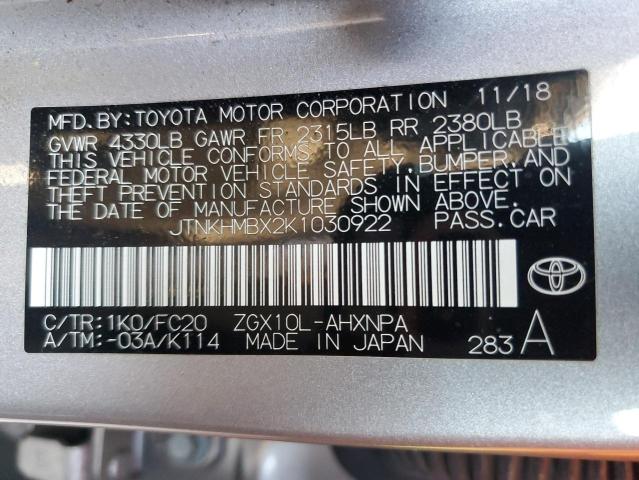 MFD.BY:TOYOTA MOTOR CORPORATION 11/18
GVWR 4330LB GAWR FR 2315LB RR 2380LB
THIS VEHICLE CONFORMS TO ALL APPLICABLE
FEDERAL MOTOR VEHICLE SAFETY,BUMPER,AND
THEFT PREVENTION STANDARDS IN EFFECT ON
THE DATE OF MANUFACTURE SHOWN ABOVE.
JTNKHMBX2K1030922 PASS.CAR
C/TR:1K0/FC20 ZGX10L-AHXNPA
A/TM:-03A/K114 MADE IN JAPAN 283 A